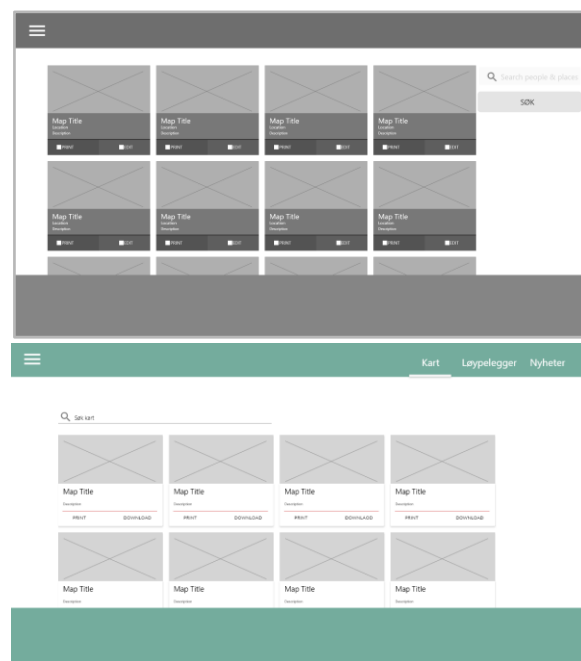 Search people & places
Map Title Map Title Map Title Map Title
Location Location Location Location
Description Description Description Description
PRINT EDIT PRINT EDIT PRINT EDIT PRINT EDIT
SØK
Map Title Map Title Map Title Map Title
Location Location Location Location
Description Description Description Description
PRINT EDIT PRINT EDIT PRINT EDIT PRINT EDIT
Kart Løypelegger Nyheter
Søk kart
Map Title Map Title Map Title Map Title
Description Description Description Description
PRINT DOWNLOAD PRINT DOWNLOAD PRINT DOWNLOAD PRINT DOWNLOAD
Map Title Map Title Map Title Map Title
Description Description Description Description